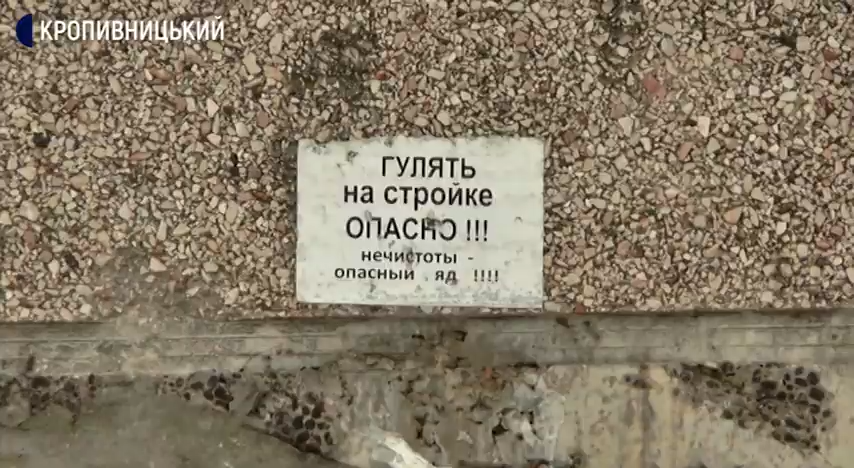 КРОПИВНИЦЬКИЙ
ГУЛЯТЬ
на стройке
ОПАСНО !!!
нечистоты -
опасный яд !!!!